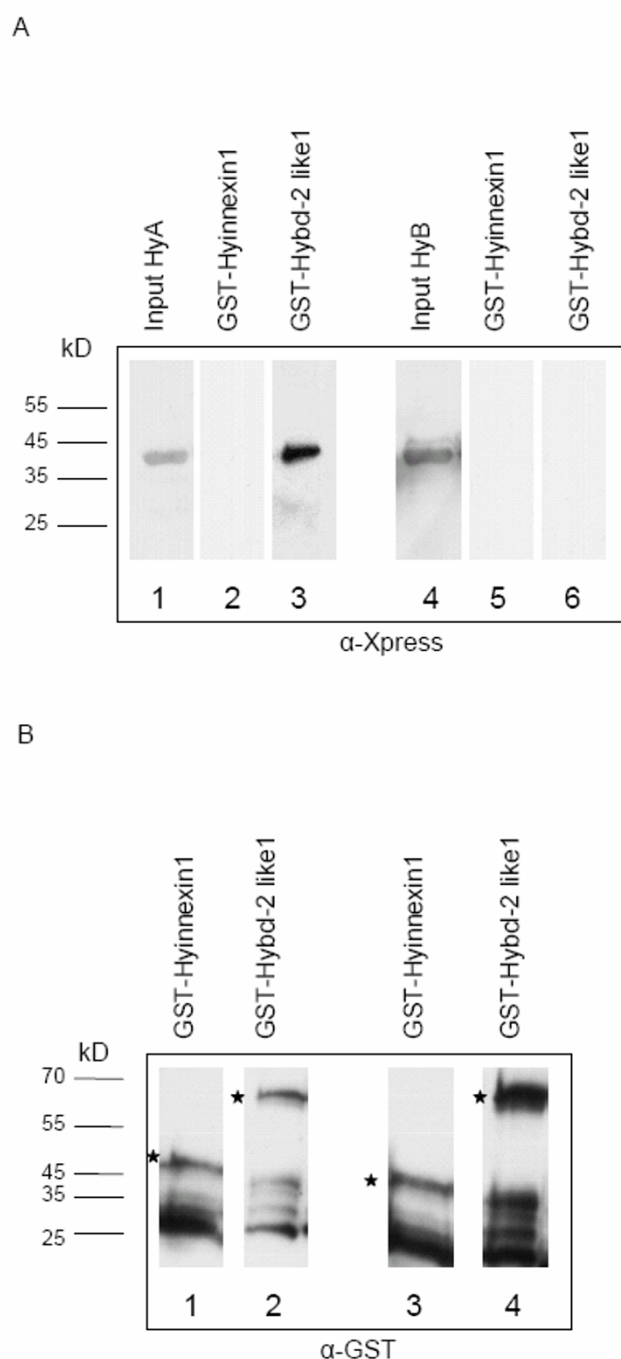 A
Input HyA
GST-Hyinnexin1
GST-Hybd-2 like1
Input HyB
GST-Hyinnexin1
GST-Hybd-2 like1
kD
55
45
35
25
1 2 3 4 5 6
α-Xpress
B
GST-Hyinnexin1
GST-Hybd-2 like1
GST-Hyinnexin1
GST-Hybd-2 like1
kD
70
55
45
35
25
1 2 3 4
α-GST